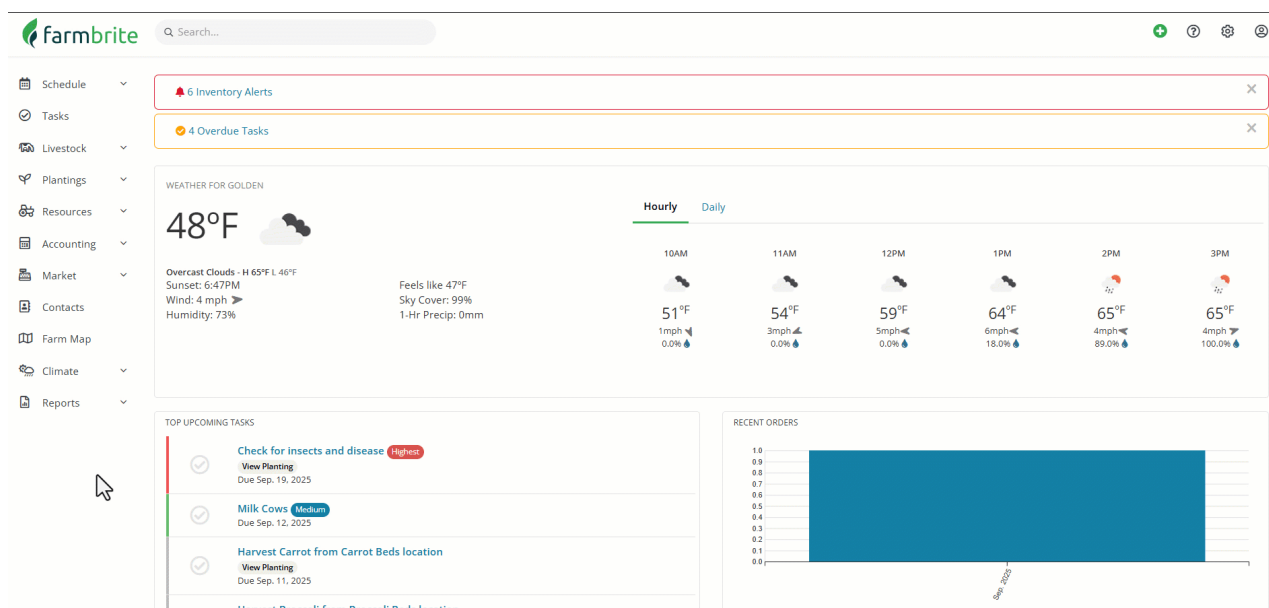 farmbrite
Search...
Schedule
Tasks
Livestock
Plantings
Resources
Accounting
Market
Contacts
Farm Map
Climate
Reports
6 Inventory Alerts
4 Overdue Tasks
WEATHER FOR GOLDEN
48°F
Overcast Clouds - H 65°F L 46°F
Sunset: 6:47PM
Wind: 4 mph
Humidity: 73%
Feels like 47°F
Sky Cover: 99%
1-Hr Precip: 0mm
Hourly Daily
10AM 11AM 12PM 1PM 2PM 3PM
51°F 54°F 59°F 64°F 65°F 65°F
1mph 3mph 5mph 6mph 4mph 4mph
0.0% 0.0% 0.0% 18.0% 89.0% 100.0%
TOP UPCOMING TASKS
Check for insects and disease Highest
View Planting
Due Sep. 19, 2025
Milk Cows Medium
Due Sep. 12, 2025
Harvest Carrot from Carrot Beds location
View Planting
Due Sep. 11, 2025
RECENT ORDERS
1.0
0.9
0.8
0.7
0.6
0.5
0.4
0.3
0.2
0.1
0.0
Sep. 2025